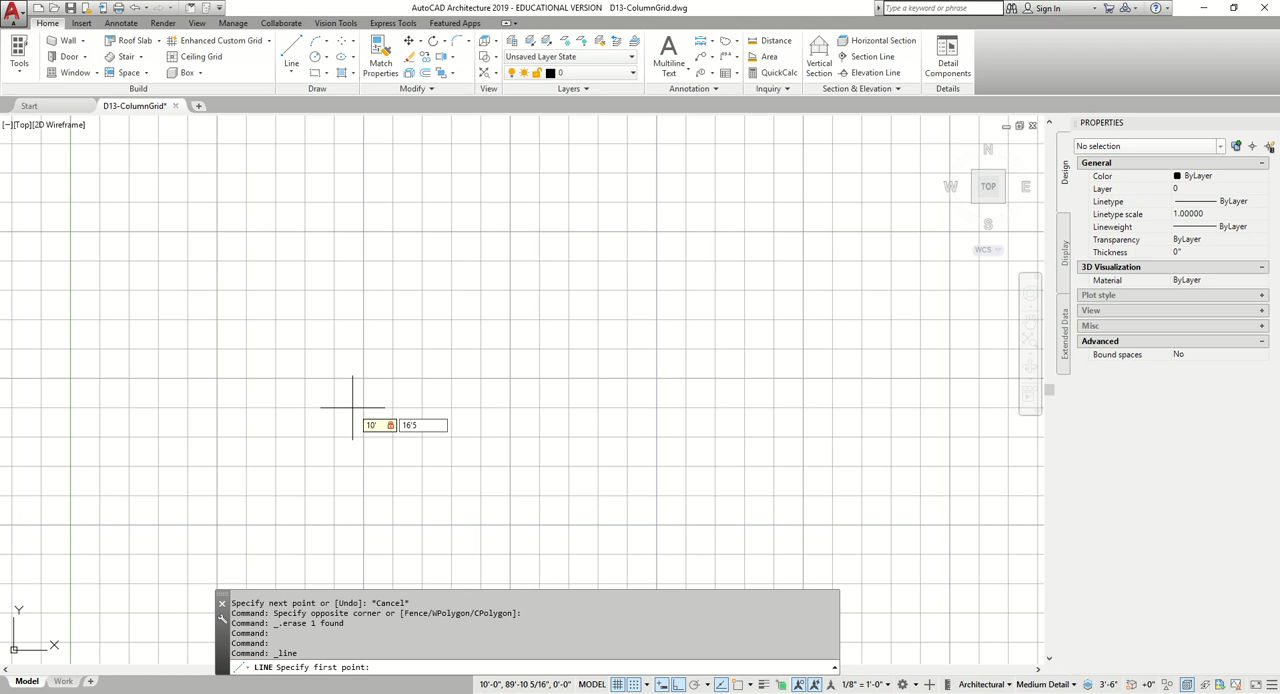 AutoCAD Architecture 2019 - EDUCATIONAL VERSION D13-ColumnGrid.dwg
Type a keyword or phrase
Sign In
Home Insert Annotate Render View Manage Collaborate Vision Tools Express Tools Featured Apps
Tools
Wall
Door
Window
Roof Slab
Stair
Space
Enhanced Custom Grid
Ceiling Grid
Box
Build
Line
Draw
Match
Properties
Modify
View
Unsaved Layer State
0
Layers
Multiline
Text
Annotation
Distance
Area
QuickCalc
Inquiry
Vertical
Section
Horizontal Section
Section Line
Elevation Line
Section & Elevation
Detail
Components
Details
Start
D13-ColumnGrid*
[−][Top][2D Wireframe]
N
W
TOP
E
S
WCS
10'
16'5
Y
X
PROPERTIES
No selection
Design
Display
Extended Data
General
Color ByLayer
Layer 0
Linetype ByLayer
Linetype scale 1.00000
Lineweight ByLayer
Transparency ByLayer
Thickness 0"
3D Visualization
Material ByLayer
Plot style
View
Misc
Advanced
Bound spaces No
Specify next point or [Undo]: *Cancel*
Command: Specify opposite corner or [Fence/WPolygon/CPolygon]:
Command: _.erase 1 found
Command:
Command:
Command: _line
LINE Specify first point:
Model Work
10'-0", 89'-10 5/16", 0'-0" MODEL 1/8" = 1'-0" Architectural Medium Detail 3'-6" +0"